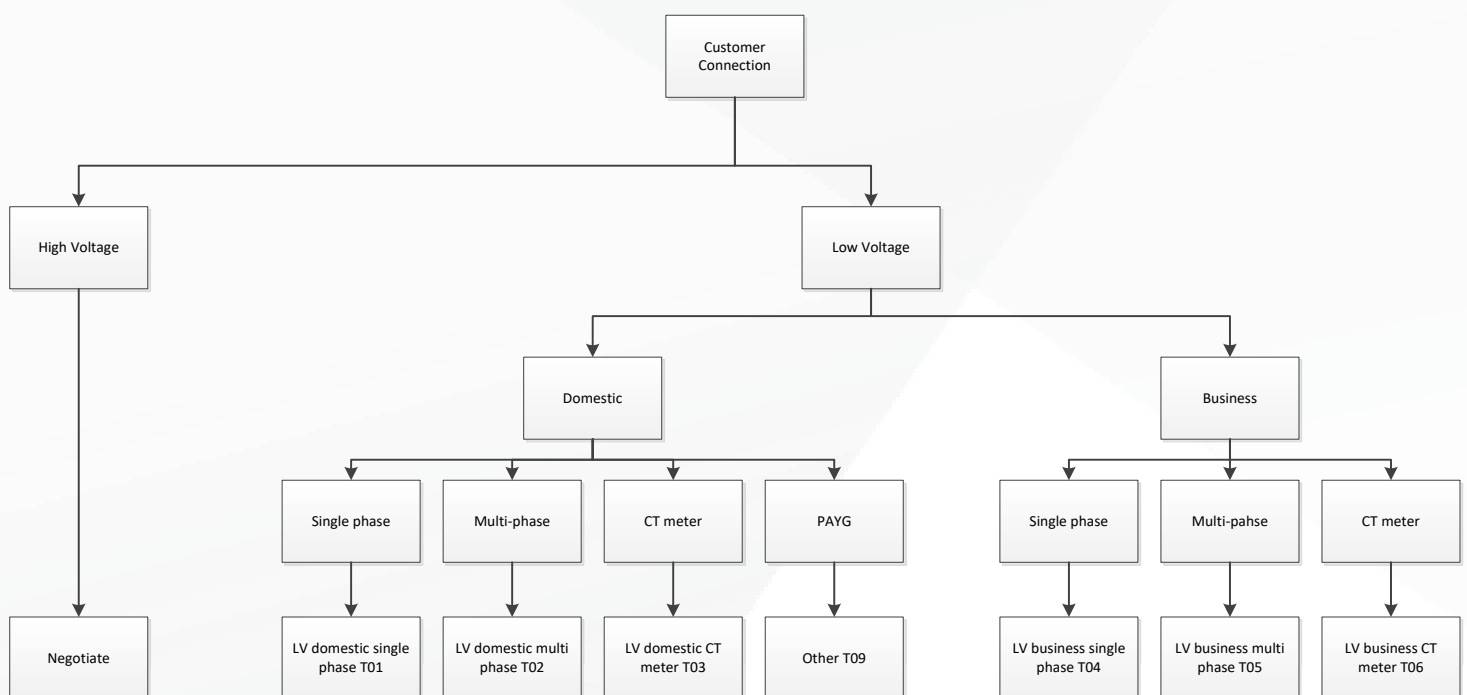 Customer
Connection
High Voltage
Low Voltage
Domestic
Business
Single phase
Multi-phase
CT meter
PAYG
Single phase
Multi-pahse
CT meter
Negotiate
LV domestic single
phase T01
LV domestic multi
phase T02
LV domestic CT
meter T03
Other T09
LV business single
phase T04
LV business multi
phase T05
LV business CT
meter T06